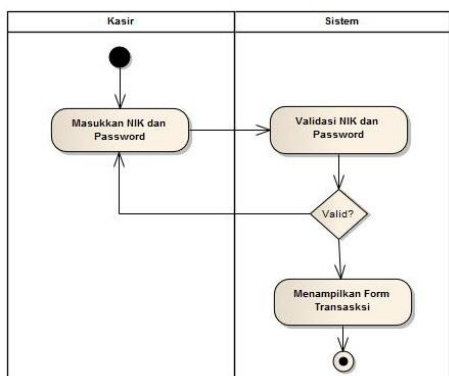 Kasir
Sistem
Masukkan NIK dan
Password
Validasi NIK dan
Password
Valid?
Menampilkan Form
Transasksi